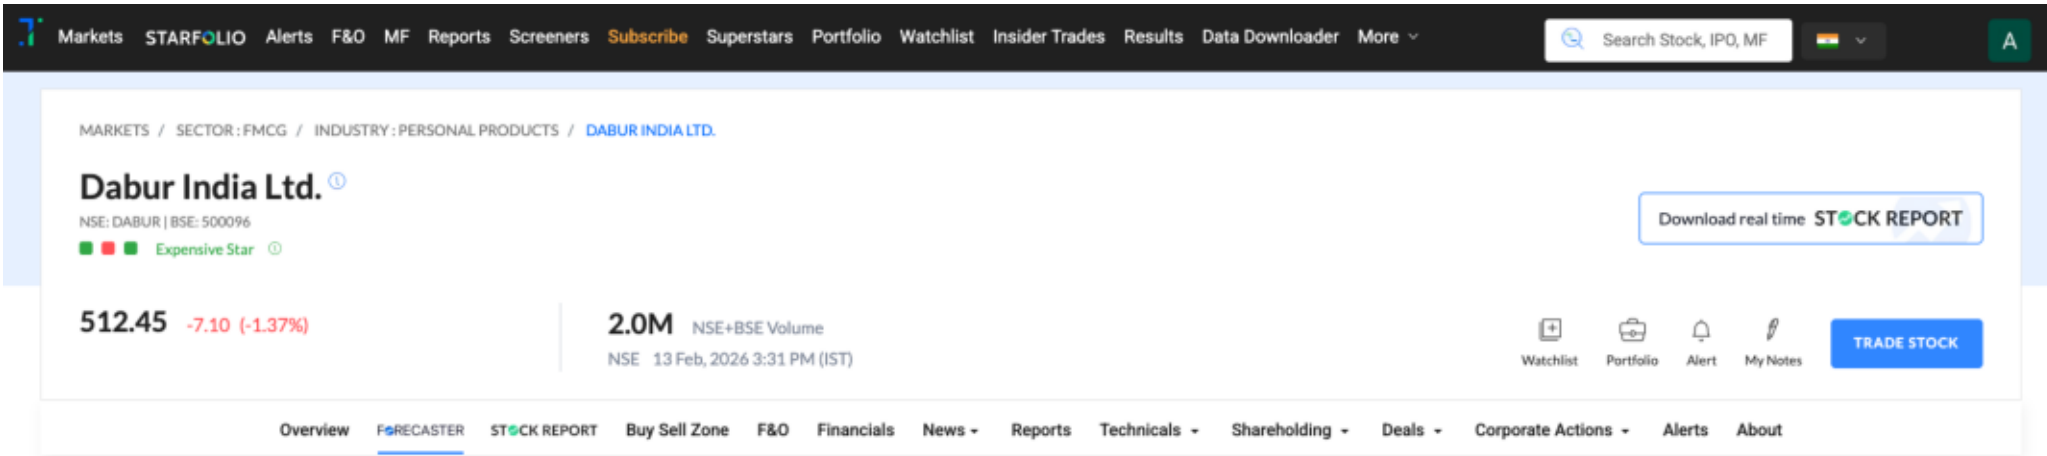 Markets STARFOLIO Alerts F&O MF Reports Screeners Subscribe Superstars Portfolio Watchlist Insider Trades Results Data Downloader More Search Stock, IPO, MF A
MARKETS / SECTOR : FMCG / INDUSTRY : PERSONAL PRODUCTS / DABUR INDIA LTD.
Dabur India Ltd.
NSE: DABUR | BSE: 500096
Expensive Star
Download real time STOCK REPORT
512.45 -7.10 (-1.37%)
2.0M NSE+BSE Volume
NSE 13 Feb, 2026 3:31 PM (IST)
Watchlist Portfolio Alert My Notes TRADE STOCK
Overview FORECASTER STOCK REPORT Buy Sell Zone F&O Financials News Reports Technicals Shareholding Deals Corporate Actions Alerts About